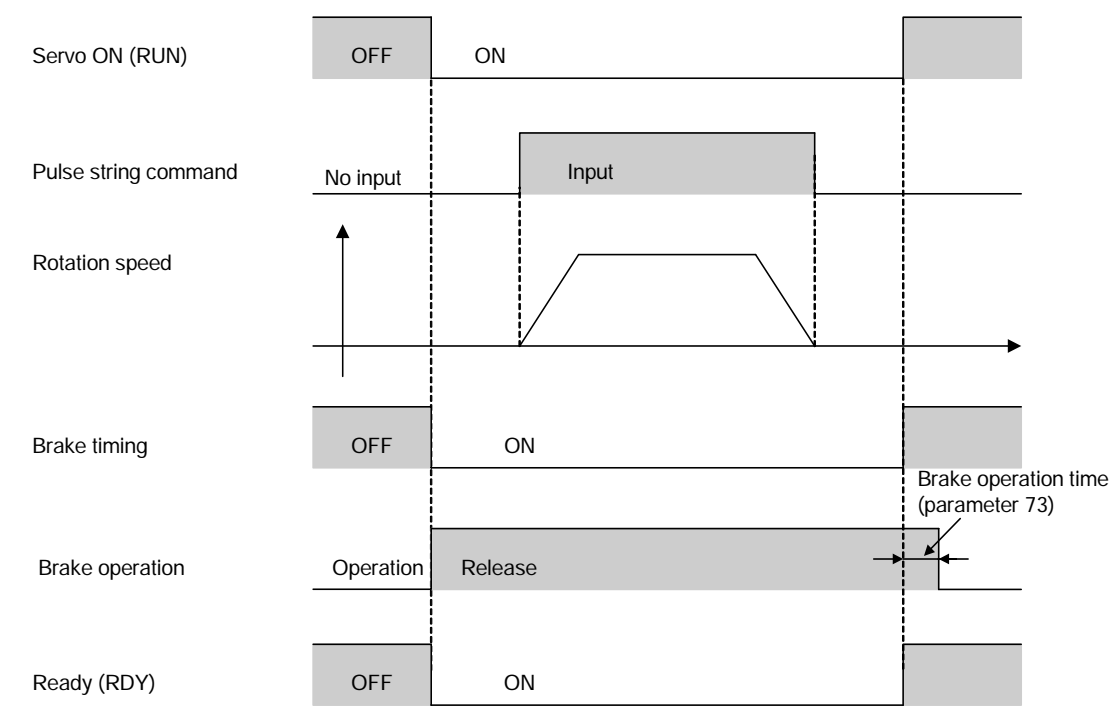 Servo ON (RUN) OFF ON
Pulse string command No input Input
Rotation speed
Brake timing OFF ON
Brake operation time
(parameter 73)
Brake operation Operation Release
Ready (RDY) OFF ON